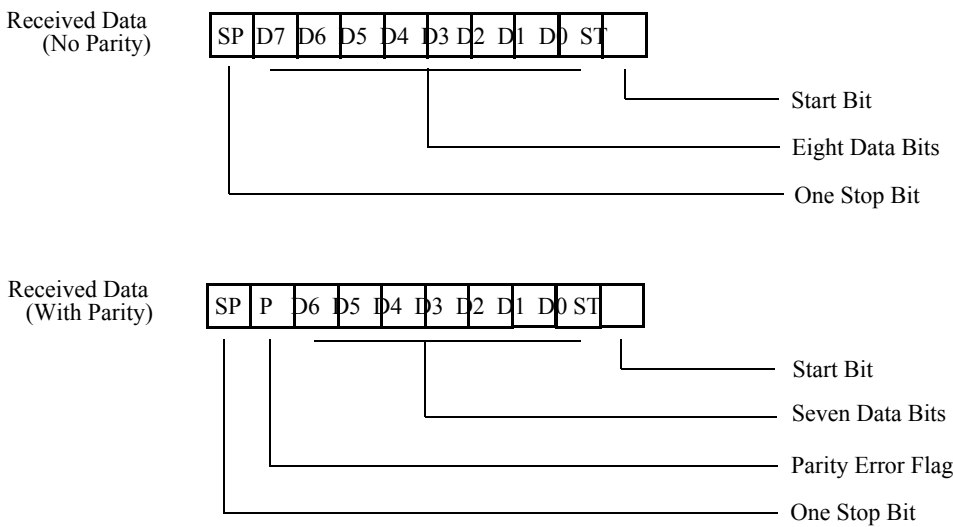 Received Data
(No Parity)
SP D7 D6 D5 D4 D3 D2 D1 D0 ST
Start Bit
Eight Data Bits
One Stop Bit
Received Data
(With Parity)
SP P D6 D5 D4 D3 D2 D1 D0 ST
Start Bit
Seven Data Bits
Parity Error Flag
One Stop Bit